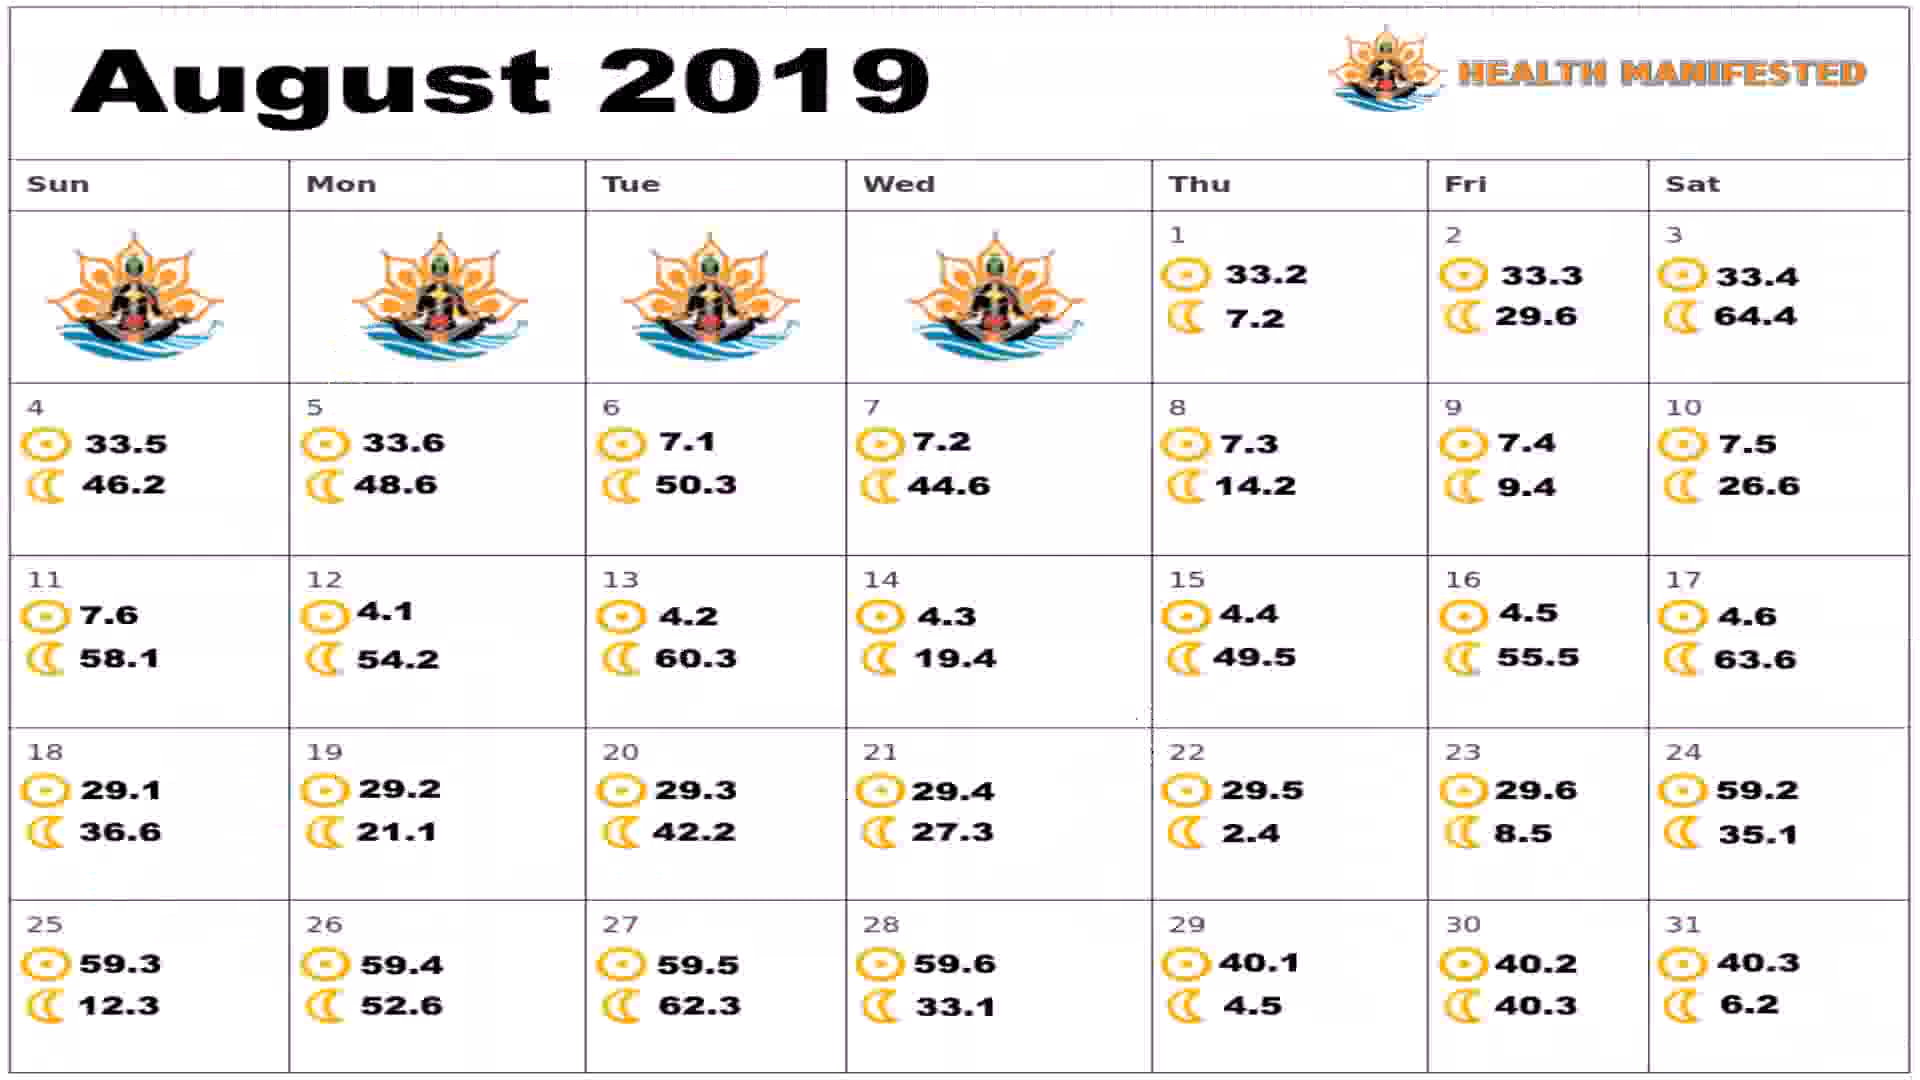 August 2019
HEALTH MANIFESTED
Sun Mon Tue Wed Thu Fri Sat
1 2 3
33.2 33.3 33.4
7.2 29.6 64.4
4 5 6 7 8 9 10
33.5 33.6 7.1 7.2 7.3 7.4 7.5
46.2 48.6 50.3 44.6 14.2 9.4 26.6
11 12 13 14 15 16 17
7.6 4.1 4.2 4.3 4.4 4.5 4.6
58.1 54.2 60.3 19.4 49.5 55.5 63.6
18 19 20 21 22 23 24
29.1 29.2 29.3 29.4 29.5 29.6 59.2
36.6 21.1 42.2 27.3 2.4 8.5 35.1
25 26 27 28 29 30 31
59.3 59.4 59.5 59.6 40.1 40.2 40.3
12.3 52.6 62.3 33.1 4.5 40.3 6.2